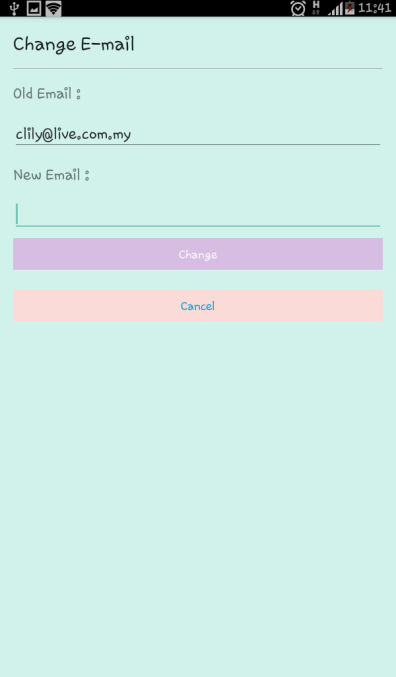 H
11:41
Change E-mail
Old Email :
clily@live.com.my
New Email :
Change
Cancel